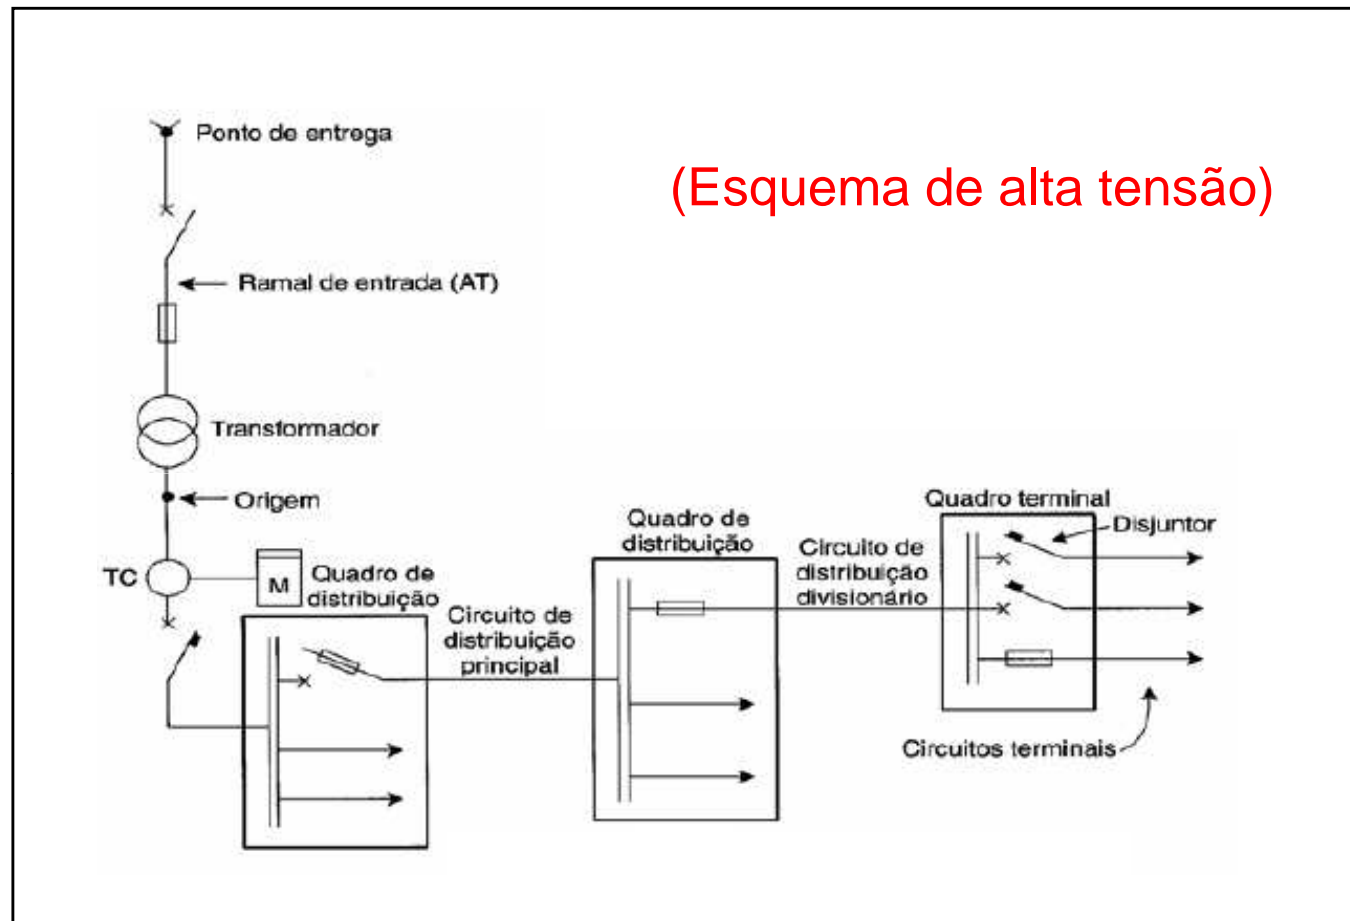 Ponto de entrega
(Esquema de alta tensão)
Ramal de entrada (AT)
Transformador
Origem
TC
M
Quadro de
distribuição
Circuito de
distribuição
principal
Quadro de
distribuição
Circuito de
distribuição
divisionário
Quadro terminal
Disjuntor
Circuitos terminais